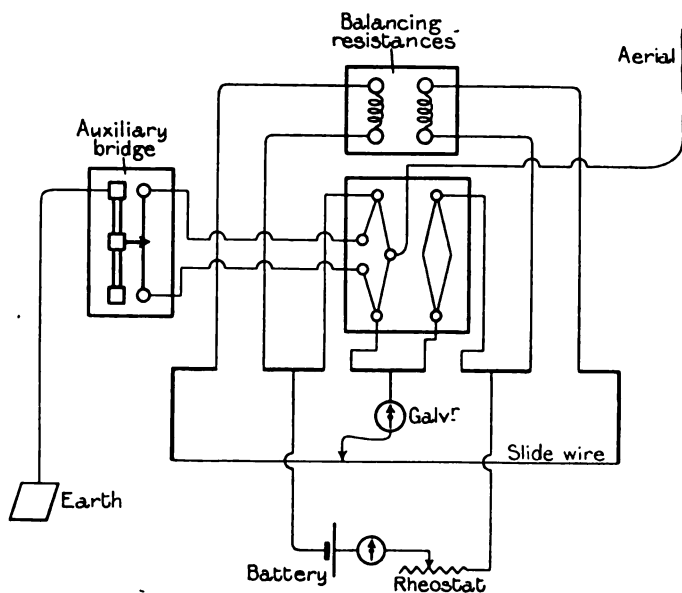 Balancing
resistances
Aerial
Auxiliary
bridge
Galvr.
Slide wire
Earth
Battery
Rheostat